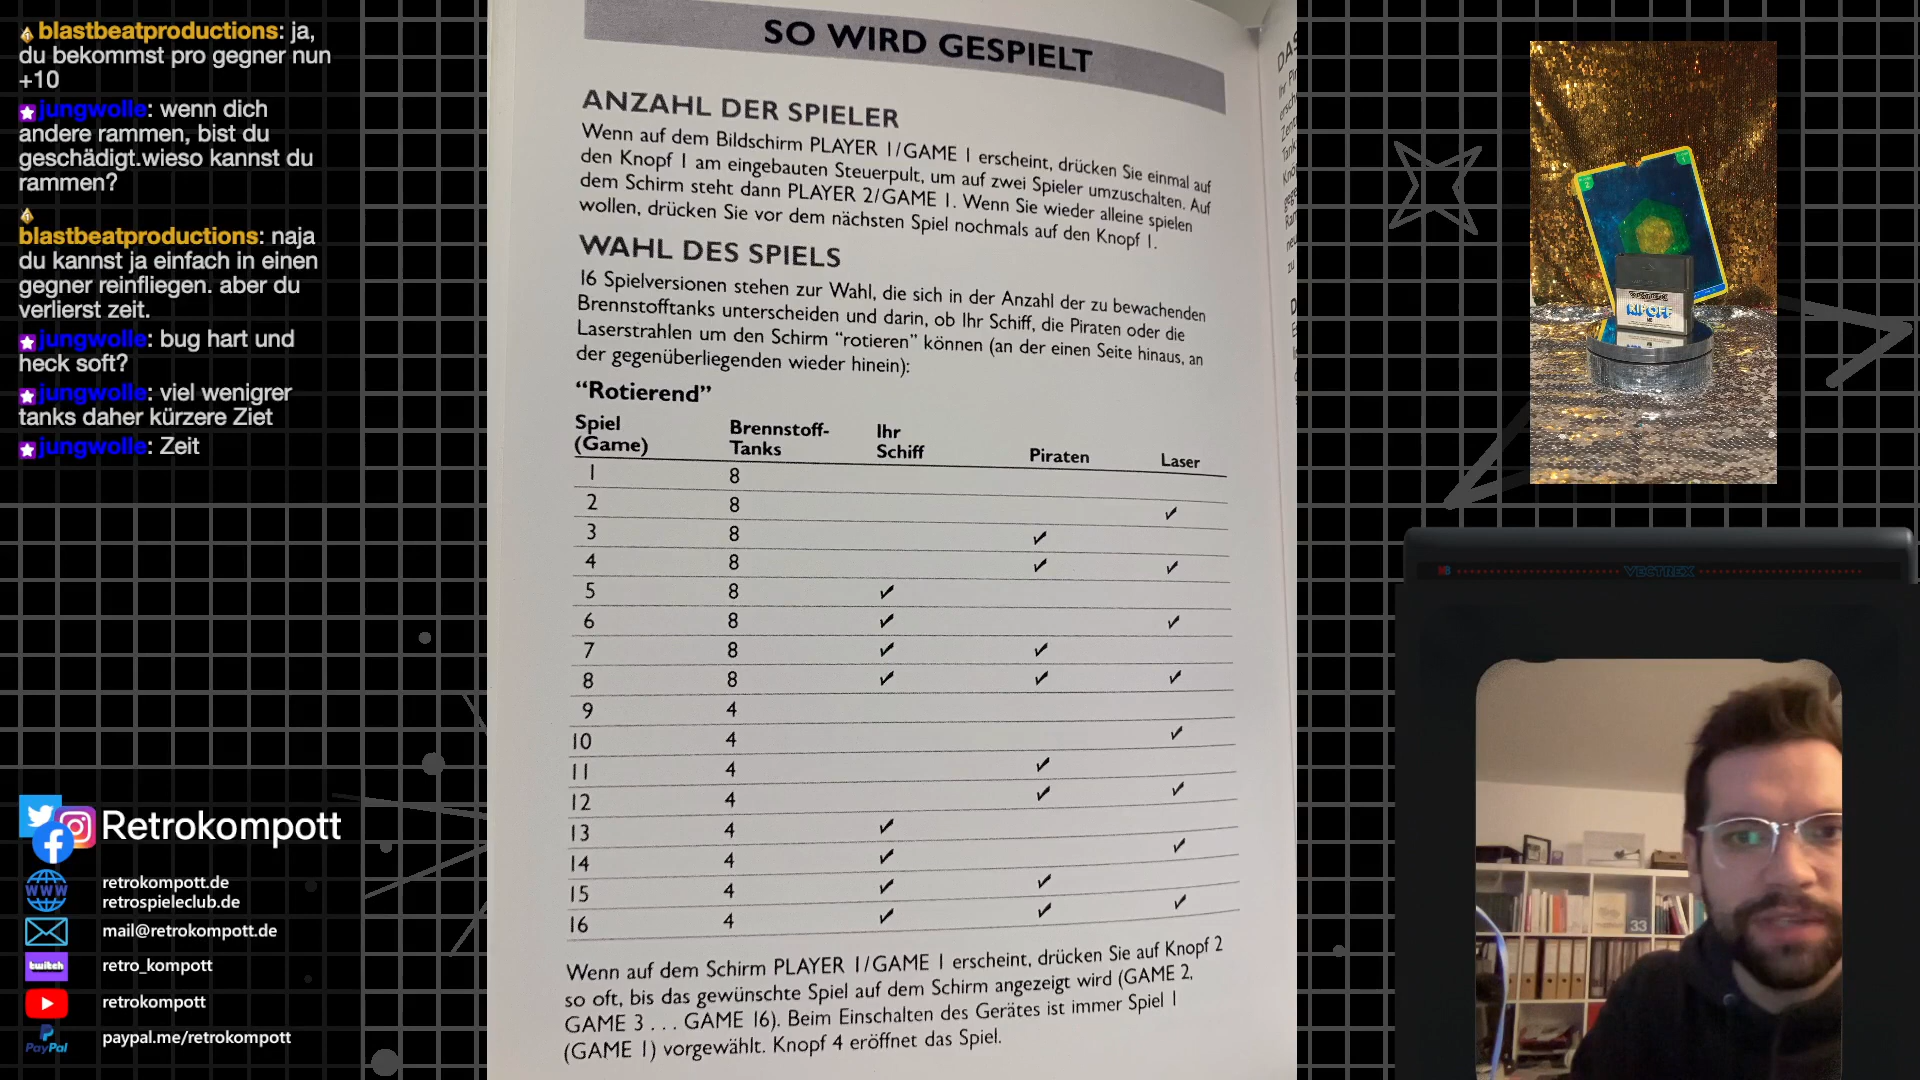 blastbeatproductions: ja,
du bekommst pro gegner nun
+10
jungwolle: wenn dich
andere rammen, bist du
geschädigt.wieso kannst du
rammen?
blastbeatproductions: naja
du kannst ja einfach in einen
gegner reinfliegen. aber du
verlierst zeit.
jungwolle: bug hart und
heck soft?
jungwolle: viel wenigrer
tanks daher kürzere Ziet
jungwolle: Zeit
Retrokompott
www
retrokompott.de
retrospieleclub.de
mail@retrokompott.de
twitch
retro_kompott
retrokompott
PayPal
paypal.me/retrokompott
SO WIRD GESPIELT
ANZAHL DER SPIELER
Wenn auf dem Bildschirm PLAYER 1/GAME 1 erscheint, drücken Sie einmal auf
den Knopf 1 am eingebauten Steuerpult, um auf zwei Spieler umzuschalten. Auf
dem Schirm steht dann PLAYER 2/GAME 1. Wenn Sie wieder alleine spielen
wollen, drücken Sie vor dem nächsten Spiel nochmals auf den Knopf 1.
WAHL DES SPIELS
16 Spielversionen stehen zur Wahl, die sich in der Anzahl der zu bewachenden
Brennstofftanks unterscheiden und darin, ob Ihr Schiff, die Piraten oder die
Laserstrahlen um den Schirm "rotieren" können (an der einen Seite hinaus, an
der gegenüberliegenden wieder hinein):
"Rotierend"
Spiel (Game) Brennstoff-Tanks Ihr Schiff Piraten Laser
1 8
2 8 ✓
3 8 ✓
4 8 ✓ ✓
5 8 ✓
6 8 ✓ ✓
7 8 ✓ ✓
8 8 ✓ ✓ ✓
9 4
10 4 ✓
11 4 ✓
12 4 ✓ ✓
13 4 ✓
14 4 ✓ ✓
15 4 ✓ ✓
16 4 ✓ ✓ ✓
Wenn auf dem Schirm PLAYER 1/GAME 1 erscheint, drücken Sie auf Knopf 2
so oft, bis das gewünschte Spiel auf dem Schirm angezeigt wird (GAME 2,
GAME 3 . . . GAME 16). Beim Einschalten des Gerätes ist immer Spiel 1
(GAME 1) vorgewählt. Knopf 4 eröffnet das Spiel.
RIPOFF
VECTREX
33